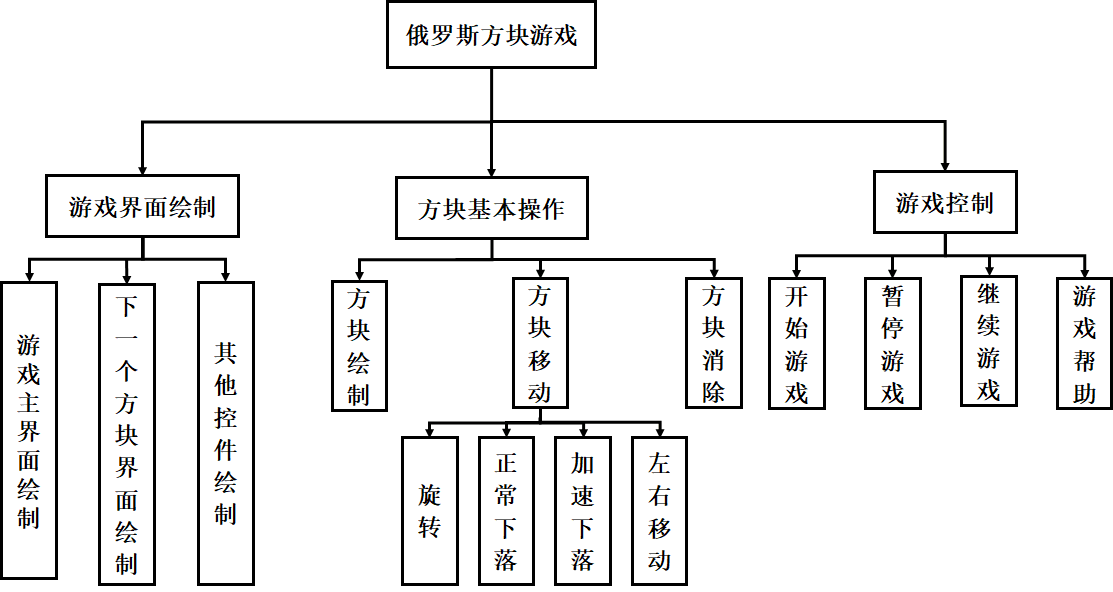 俄罗斯方块游戏
游戏界面绘制
方块基本操作
游戏控制
游戏主界面绘制
下一个方块界面绘制
其他控件绘制
方块绘制
方块移动
方块消除
开始游戏
暂停游戏
继续游戏
游戏帮助
旋转
正常下落
加速下落
左右移动